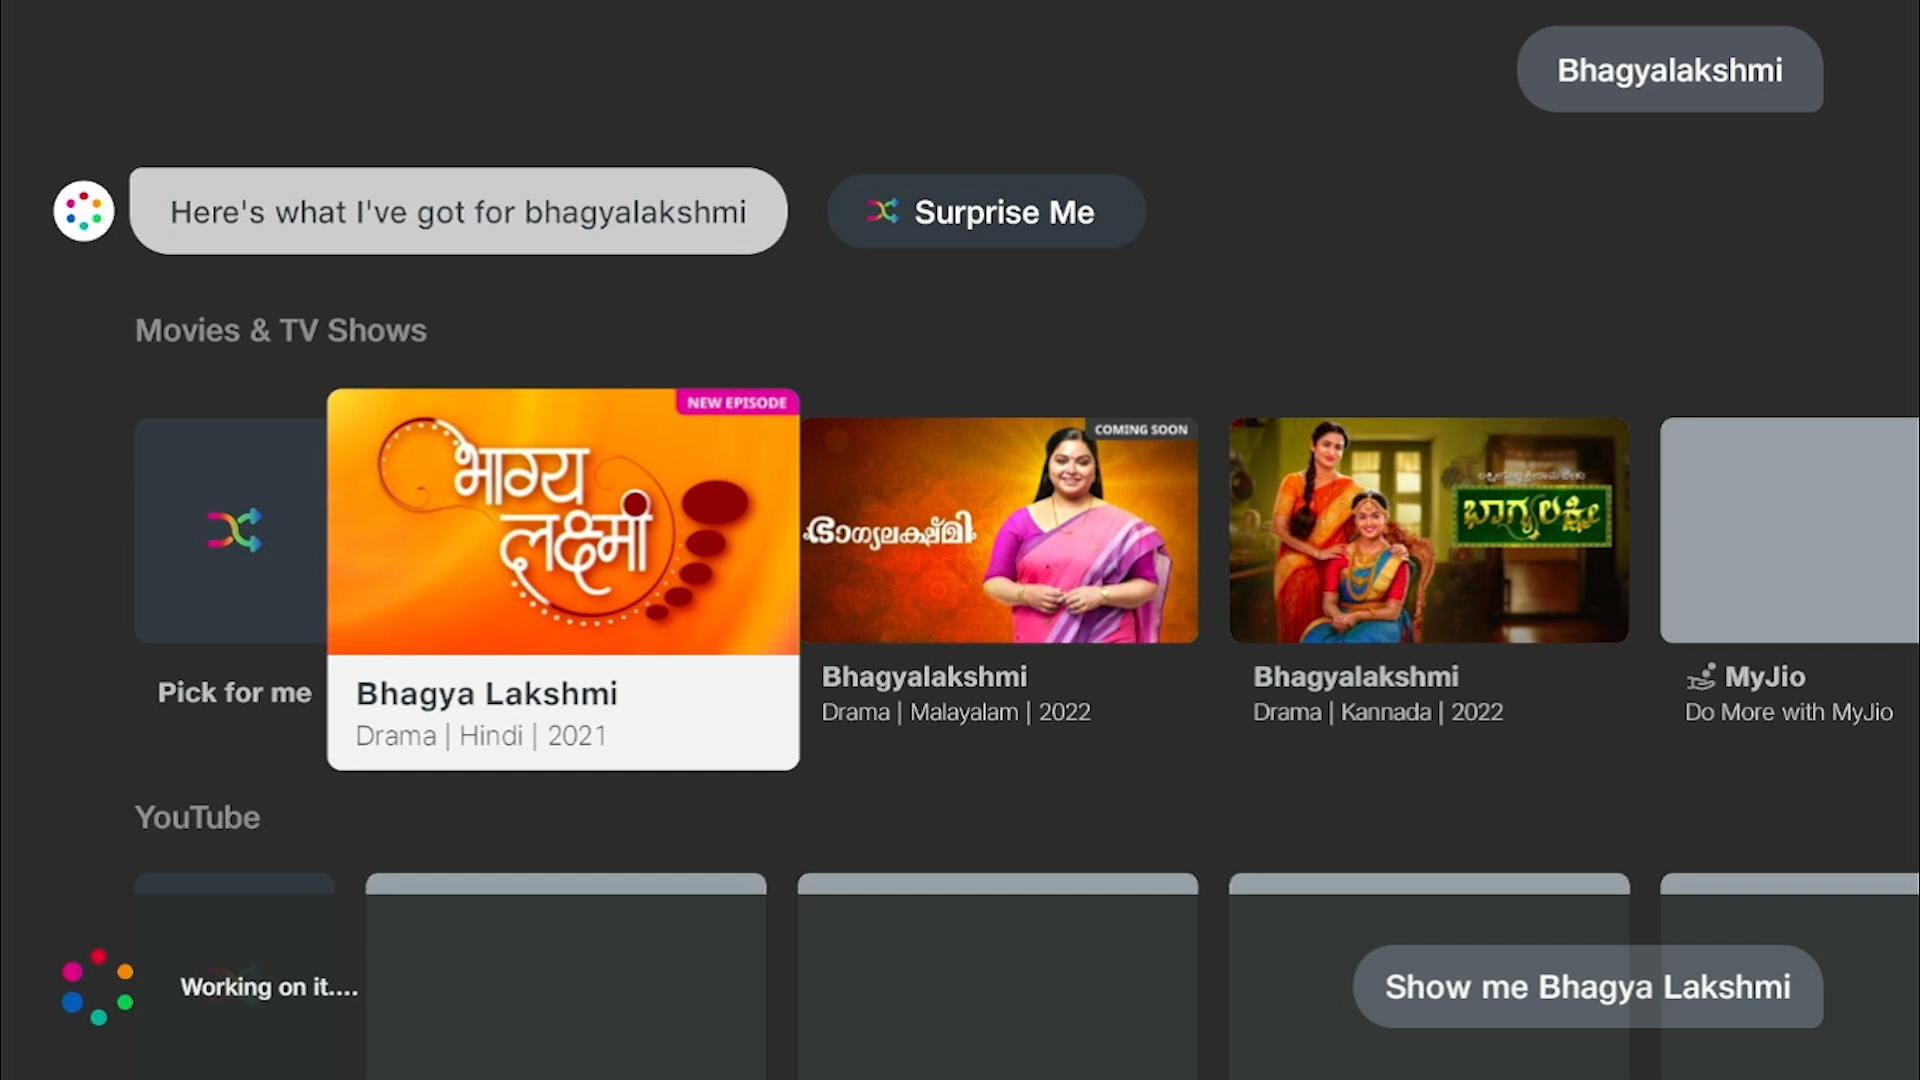 Bhagyalakshmi
Here's what I've got for bhagyalakshmi
Surprise Me
Movies & TV Shows
NEW EPISODE
भाग्य
लक्ष्मी
COMING SOON
ഭാഗ്യലക്ഷ്മി
ಭಾಗ್ಯಲಕ್ಷ್ಮೀ
Pick for me
Bhagya Lakshmi
Drama | Hindi | 2021
Bhagyalakshmi
Drama | Malayalam | 2022
Bhagyalakshmi
Drama | Kannada | 2022
MyJio
Do More with MyJio
YouTube
Working on it....
Show me Bhagya Lakshmi